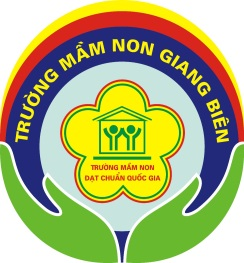 TRƯỜNG MẦM NON GIANG BIÊN
TRƯỜNG MẦM NON
ĐẠT CHUẨN QUỐC GIA